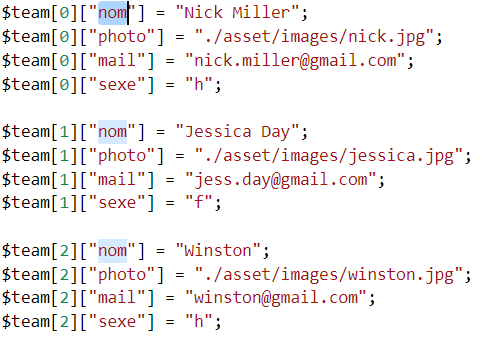 $team[0]["nom"] = "Nick Miller";
$team[0]["photo"] = "./asset/images/nick.jpg";
$team[0]["mail"] = "nick.miller@gmail.com";
$team[0]["sexe"] = "h";
$team[1]["nom"] = "Jessica Day";
$team[1]["photo"] = "./asset/images/jessica.jpg";
$team[1]["mail"] = "jess.day@gmail.com";
$team[1]["sexe"] = "f";
$team[2]["nom"] = "Winston";
$team[2]["photo"] = "./asset/images/winston.jpg";
$team[2]["mail"] = "winston@gmail.com";
$team[2]["sexe"] = "h";